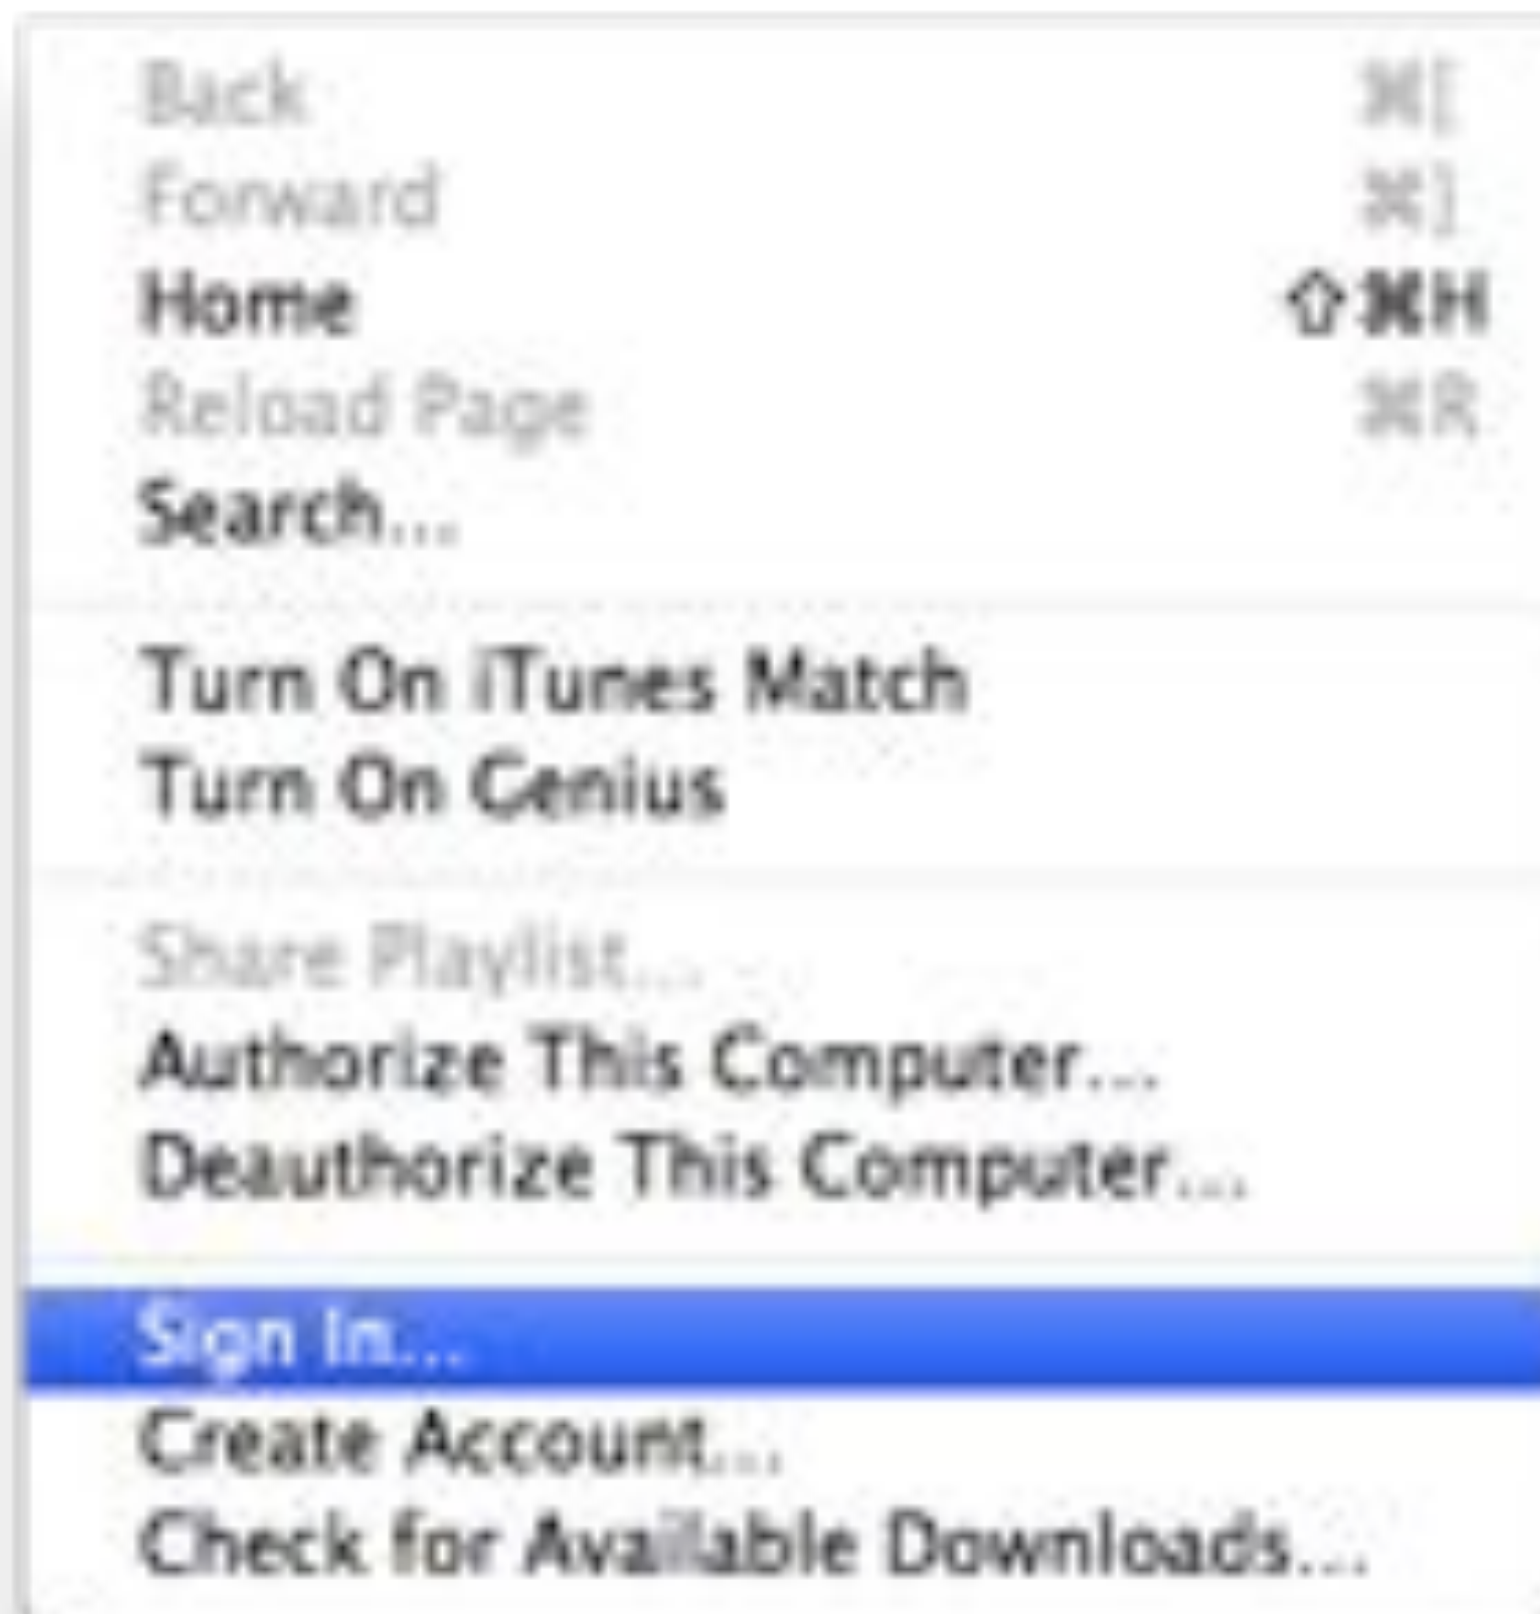 Back ⌘[
Forward ⌘]
Home ⇧⌘H
Reload Page ⌘R
Search...
Turn On iTunes Match
Turn On Genius
Share Playlist...
Authorize This Computer...
Deauthorize This Computer...
Sign In...
Create Account...
Check for Available Downloads...